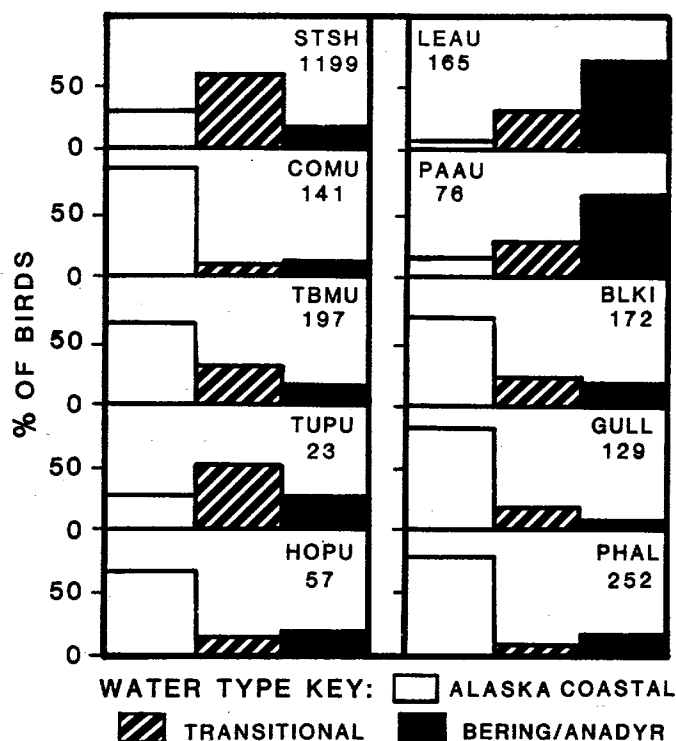 % OF BIRDS
STSH
1199
50
0
LEAU
165
COMU
141
50
0
PAAU
76
TBMU
197
50
0
BLKI
172
TUPU
23
50
0
GULL
129
HOPU
57
50
0
PHAL
252
WATER TYPE KEY: ALASKA COASTAL
TRANSITIONAL BERING/ANADYR